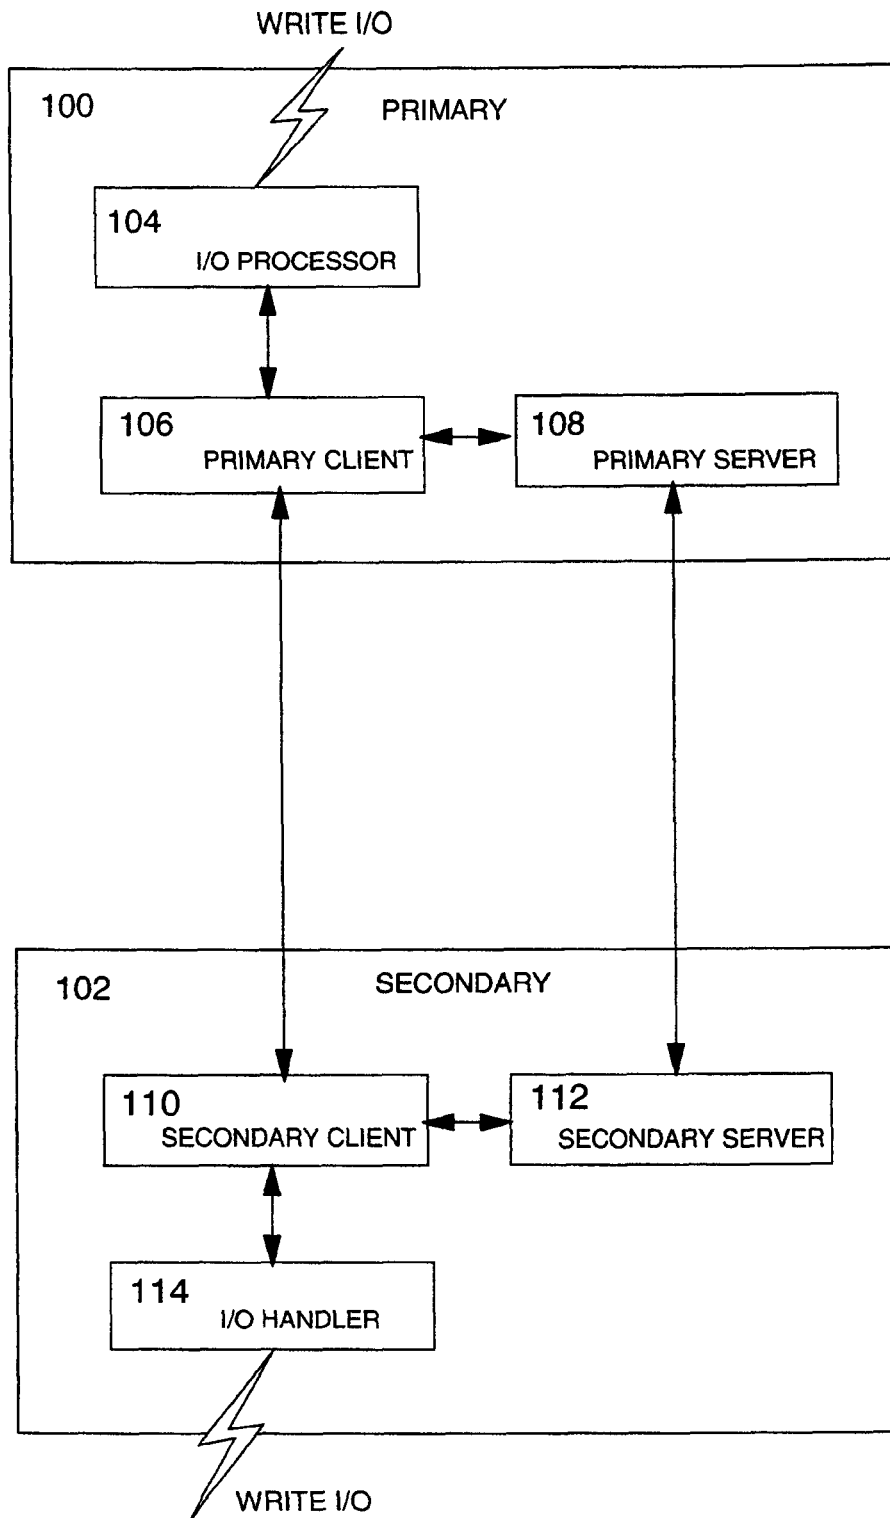 WRITE I/O
100
PRIMARY
104
I/O PROCESSOR
106
PRIMARY CLIENT
108
PRIMARY SERVER
102
SECONDARY
110
SECONDARY CLIENT
112
SECONDARY SERVER
114
I/O HANDLER
WRITE I/O